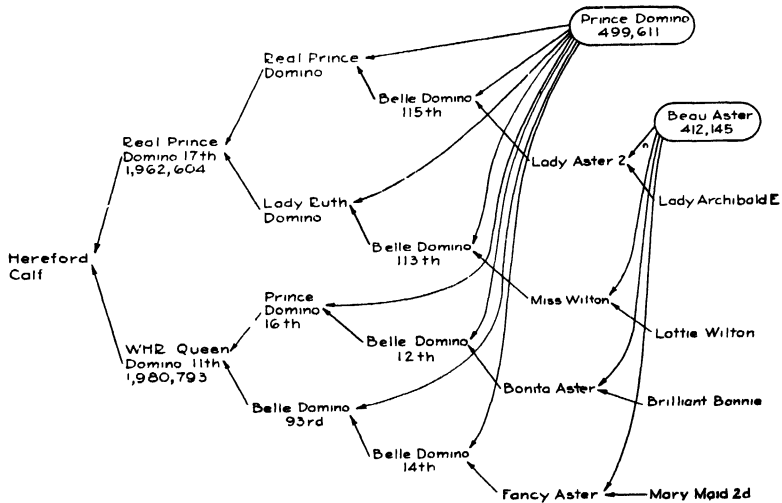 Prince Domino
499,611
Real Prince
Domino
Belle Domino
115th
Beau Aster
412,145
Real Prince
Domino 17th
1,962,604
Lady Aster 2
Lady Ruth
Domino
Lady Archibald E
Belle Domino
113th
Hereford
Calf
Prince
Domino
16th
Miss Wilton
Lottie Wilton
WHR Queen
Domino 11th
1,980,793
Belle Domino
12th
Bonita Aster
Brilliant Bonnie
Belle Domino
93rd
Belle Domino
14th
Fancy Aster
Mary Maid 2d